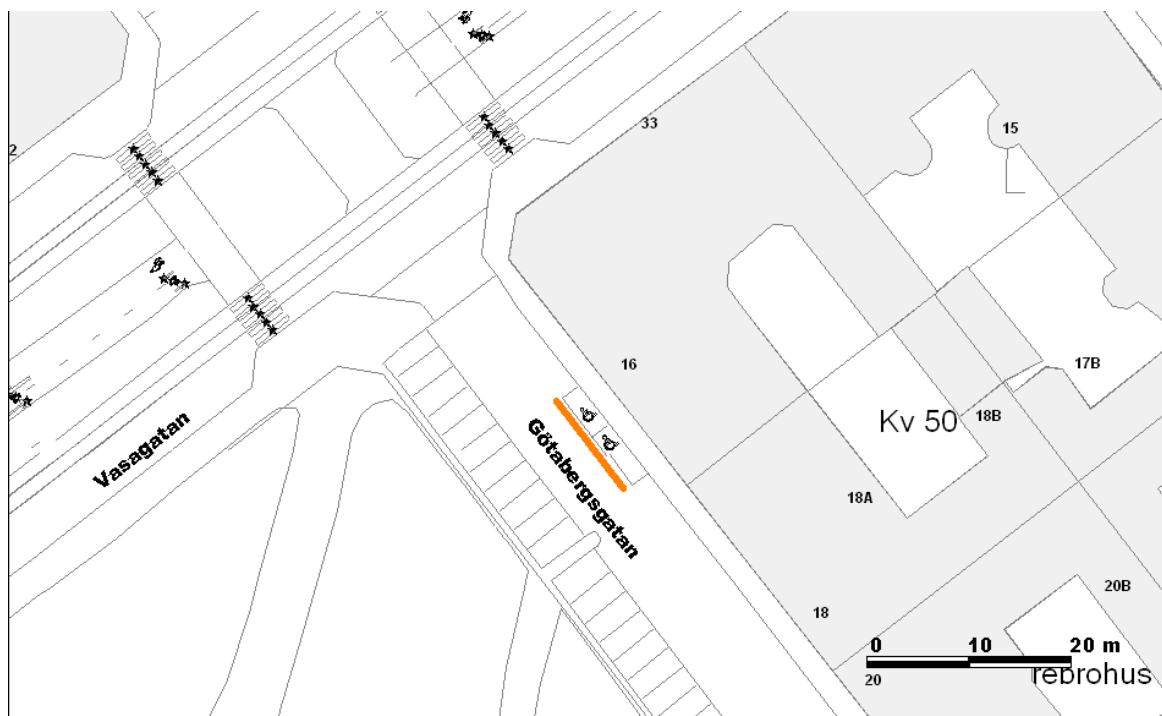 2
33
15
16
17B
Kv 50
18B
Vasagatan
Götabergsgatan
18A
20B
18
0 10 20 m
20
rebrohus